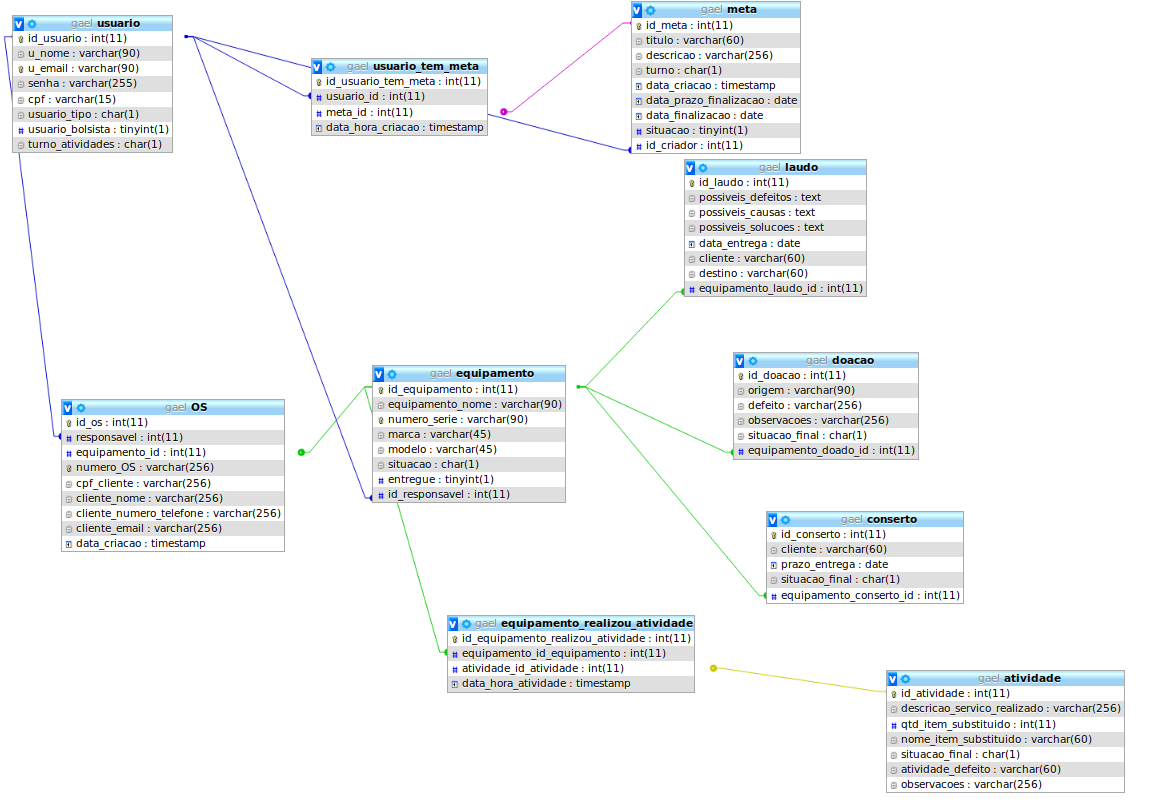 gael usuario
id_usuario : int(11)
u_nome : varchar(90)
u_email : varchar(90)
senha : varchar(255)
cpf : varchar(15)
usuario_tipo : char(1)
usuario_bolsista : tinyint(1)
turno_atividades : char(1)
gael usuario_tem_meta
id_usuario_tem_meta : int(11)
usuario_id : int(11)
meta_id : int(11)
data_hora_criacao : timestamp
gael meta
id_meta : int(11)
titulo : varchar(60)
descricao : varchar(256)
turno : char(1)
data_criacao : timestamp
data_prazo_finalizacao : date
data_finalizacao : date
situacao : tinyint(1)
id_criador : int(11)
gael laudo
id_laudo : int(11)
possiveis_defeitos : text
possiveis_causas : text
possiveis_solucoes : text
data_entrega : date
cliente : varchar(60)
destino : varchar(60)
equipamento_laudo_id : int(11)
gael doacao
id_doacao : int(11)
origem : varchar(90)
defeito : varchar(256)
observacoes : varchar(256)
situacao_final : char(1)
equipamento_doado_id : int(11)
gael equipamento
id_equipamento : int(11)
equipamento_nome : varchar(90)
numero_serie : varchar(90)
marca : varchar(45)
modelo : varchar(45)
situacao : char(1)
entregue : tinyint(1)
id_responsavel : int(11)
gael OS
id_os : int(11)
responsavel : int(11)
equipamento_id : int(11)
numero_OS : varchar(256)
cpf_cliente : varchar(256)
cliente_nome : varchar(256)
cliente_numero_telefone : varchar(256)
cliente_email : varchar(256)
data_criacao : timestamp
gael conserto
id_conserto : int(11)
cliente : varchar(60)
prazo_entrega : date
situacao_final : char(1)
equipamento_conserto_id : int(11)
gael equipamento_realizou_atividade
id_equipamento_realizou_atividade : int(11)
equipamento_id_equipamento : int(11)
atividade_id_atividade : int(11)
data_hora_atividade : timestamp
gael atividade
id_atividade : int(11)
descricao_servico_realizado : varchar(256)
qtd_item_substituido : int(11)
nome_item_substituido : varchar(60)
situacao_final : char(1)
atividade_defeito : varchar(60)
observacoes : varchar(256)